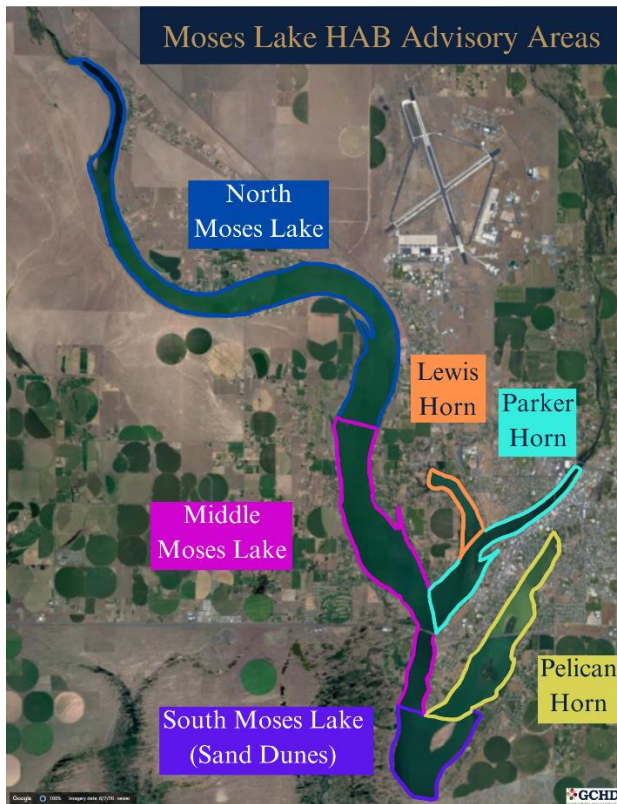 Moses Lake HAB Advisory Areas
North
Moses Lake
Lewis
Horn
Parker
Horn
Middle
Moses Lake
Pelican
Horn
South Moses Lake
(Sand Dunes)
Google
100%
GCHD